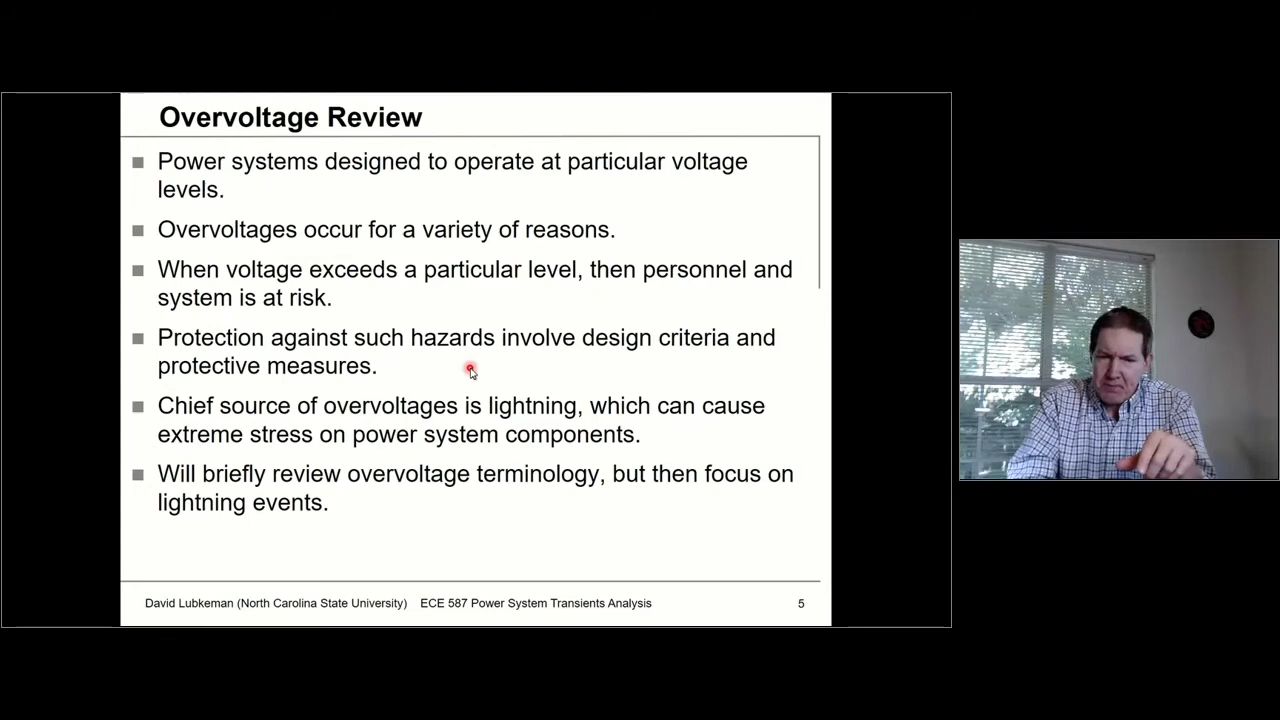 Overvoltage Review
Power systems designed to operate at particular voltage
levels.
Overvoltages occur for a variety of reasons.
When voltage exceeds a particular level, then personnel and
system is at risk.
Protection against such hazards involve design criteria and
protective measures.
Chief source of overvoltages is lightning, which can cause
extreme stress on power system components.
Will briefly review overvoltage terminology, but then focus on
lightning events.
David Lubkeman (North Carolina State University) ECE 587 Power System Transients Analysis 5